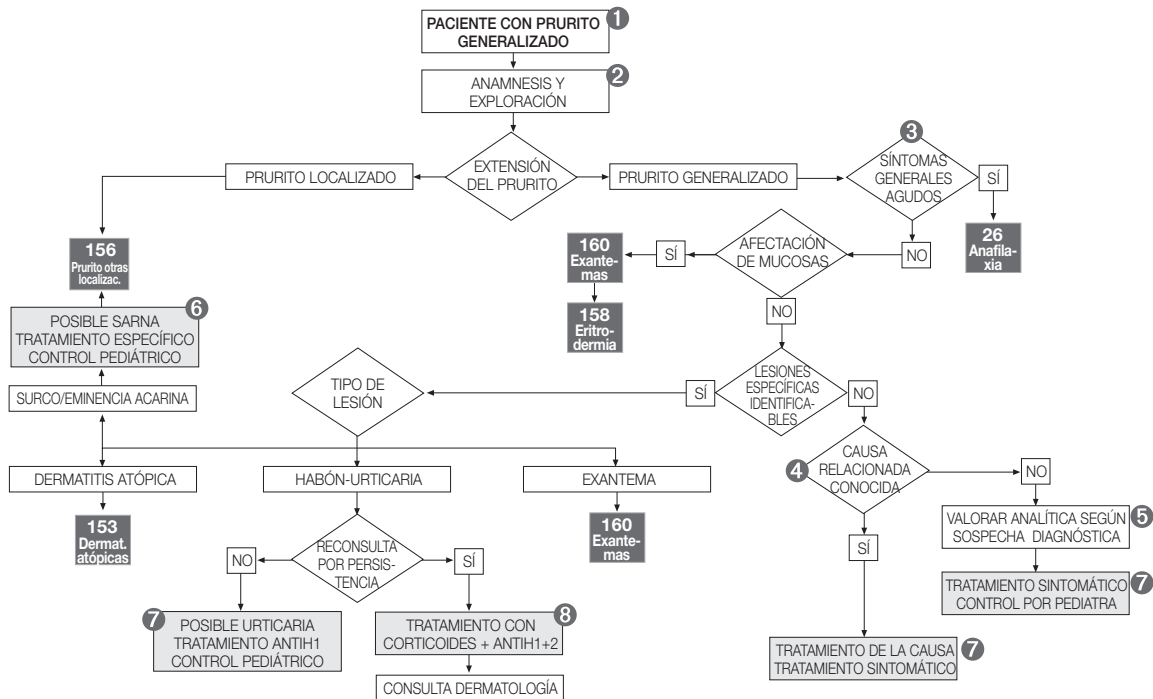 PACIENTE CON PRURITO
GENERALIZADO
1
ANAMNESIS Y
EXPLORACIÓN
2
EXTENSIÓN
DEL PRURITO
PRURITO LOCALIZADO
PRURITO GENERALIZADO
3
SÍNTOMAS
GENERALES
AGUDOS
SÍ
26
Anafila-
xia
NO
AFECTACIÓN
DE MUCOSAS
SÍ
160
Exante-
mas
158
Eritro-
dermia
NO
156
Prurito otras
localizac.
6
POSIBLE SARNA
TRATAMIENTO ESPECÍFICO
CONTROL PEDIÁTRICO
SURCO/EMINENCIA ACARINA
LESIONES
ESPECÍFICAS
IDENTIFICA-
BLES
SÍ
NO
TIPO DE
LESIÓN
DERMATITIS ATÓPICA
HABÓN-URTICARIA
EXANTEMA
153
Dermat.
atópicas
160
Exante-
mas
RECONSULTA
POR PERSIS-
TENCIA
NO
SÍ
7
POSIBLE URTICARIA
TRATAMIENTO ANTIH1
CONTROL PEDIÁTRICO
8
TRATAMIENTO CON
CORTICOIDES + ANTIH1+2
CONSULTA DERMATOLOGÍA
4
CAUSA
RELACIONADA
CONOCIDA
NO
SÍ
VALORAR ANALÍTICA SEGÚN
SOSPECHA DIAGNÓSTICA
5
TRATAMIENTO SINTOMÁTICO
CONTROL POR PEDIATRA
7
TRATAMIENTO DE LA CAUSA
TRATAMIENTO SINTOMÁTICO
7